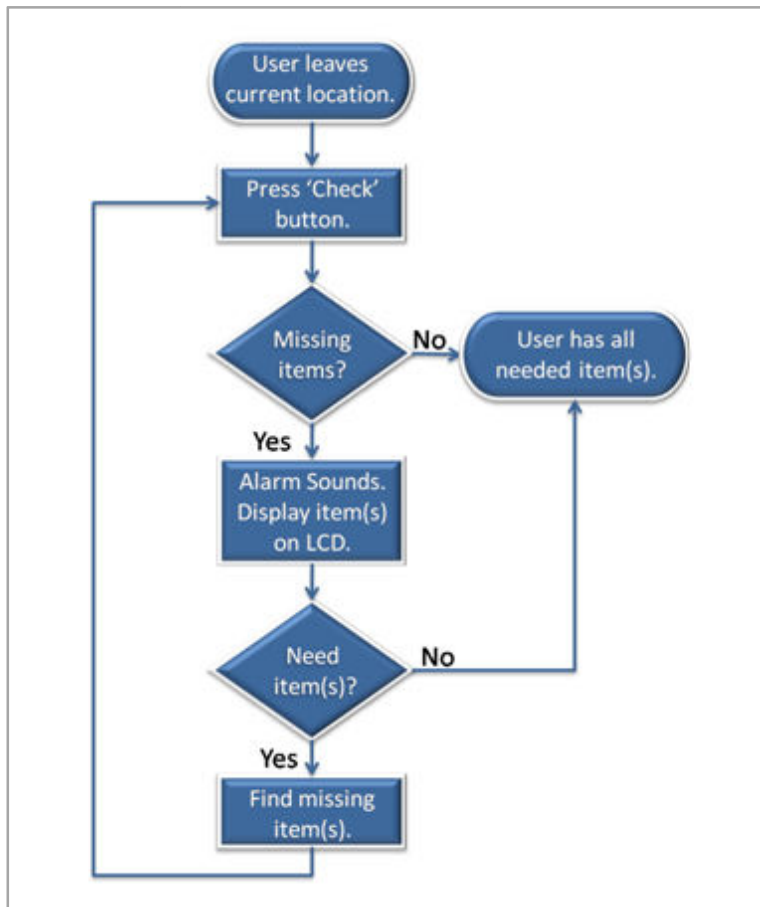 User leaves
current location.
Press ‘Check’
button.
Missing
items?
No
User has all
needed item(s).
Yes
Alarm Sounds.
Display item(s)
on LCD.
Need
item(s)?
No
Yes
Find missing
item(s).